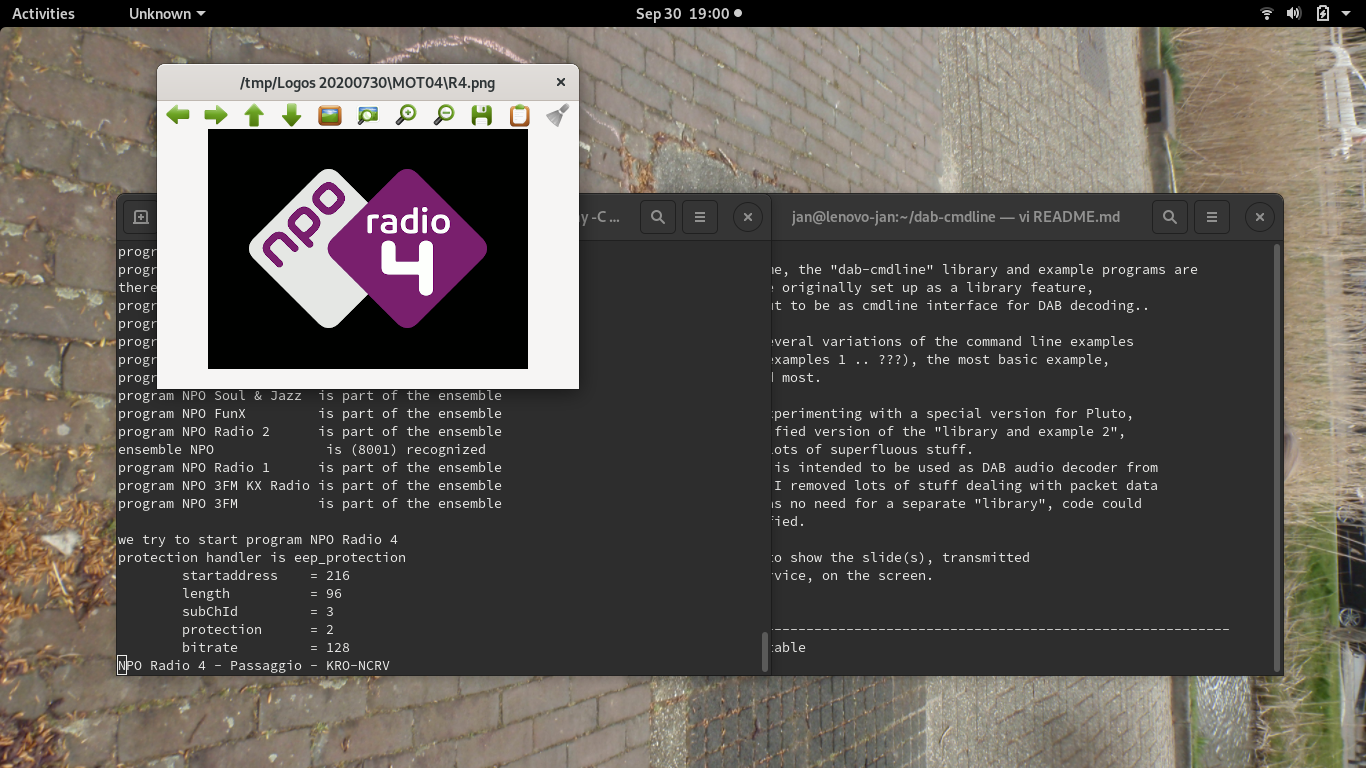 Activities
Unknown
Sep 30 19:00
/tmp/Logos 20200730\MOT04\R4.png
npo
radio
4
y -C ...
jan@lenovo-jan:~/dab-cmdline — vi README.md
progr
progr
there
progr
progr
progr
progr
progr
program NPO Soul & Jazz is part of the ensemble
program NPO FunX is part of the ensemble
program NPO Radio 2 is part of the ensemble
ensemble NPO is (8001) recognized
program NPO Radio 1 is part of the ensemble
program NPO 3FM KX Radio is part of the ensemble
program NPO 3FM is part of the ensemble
we try to start program NPO Radio 4
protection handler is eep_protection
startaddress = 216
length = 96
subChId = 3
protection = 2
bitrate = 128
NPO Radio 4 - Passaggio - KRO-NCRV
e, the "dab-cmdline" library and example programs are
originally set up as a library feature,
t to be as cmdline interface for DAB decoding..
everal variations of the command line examples
examples 1 .. ???), the most basic example,
most.
perimenting with a special version for Pluto,
fied version of the "library and example 2",
lots of superfluous stuff.
is intended to be used as DAB audio decoder from
I removed lots of stuff dealing with packet data
s no need for a separate "library", code could
fied.
to show the slide(s), transmitted
rvice, on the screen.
---------------------------------------------------------
table